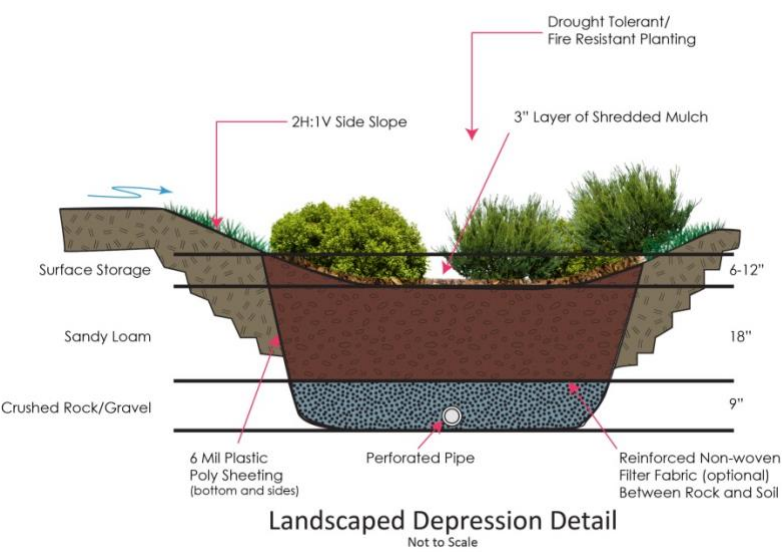 Drought Tolerant/
Fire Resistant Planting
2H:1V Side Slope
3" Layer of Shredded Mulch
Surface Storage
6-12"
Sandy Loam
18"
Crushed Rock/Gravel
9"
6 Mil Plastic
Poly Sheeting
(bottom and sides)
Perforated Pipe
Reinforced Non-woven
Filter Fabric (optional)
Between Rock and Soil
Landscaped Depression Detail
Not to Scale